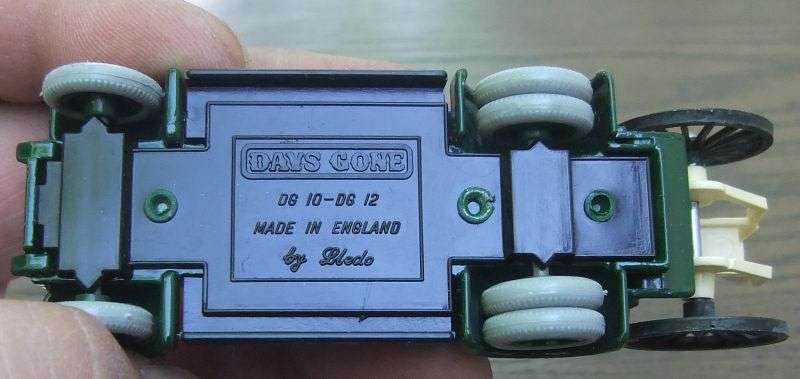 DAYS GONE
DG 10-DG 12
MADE IN ENGLAND
by Lledo